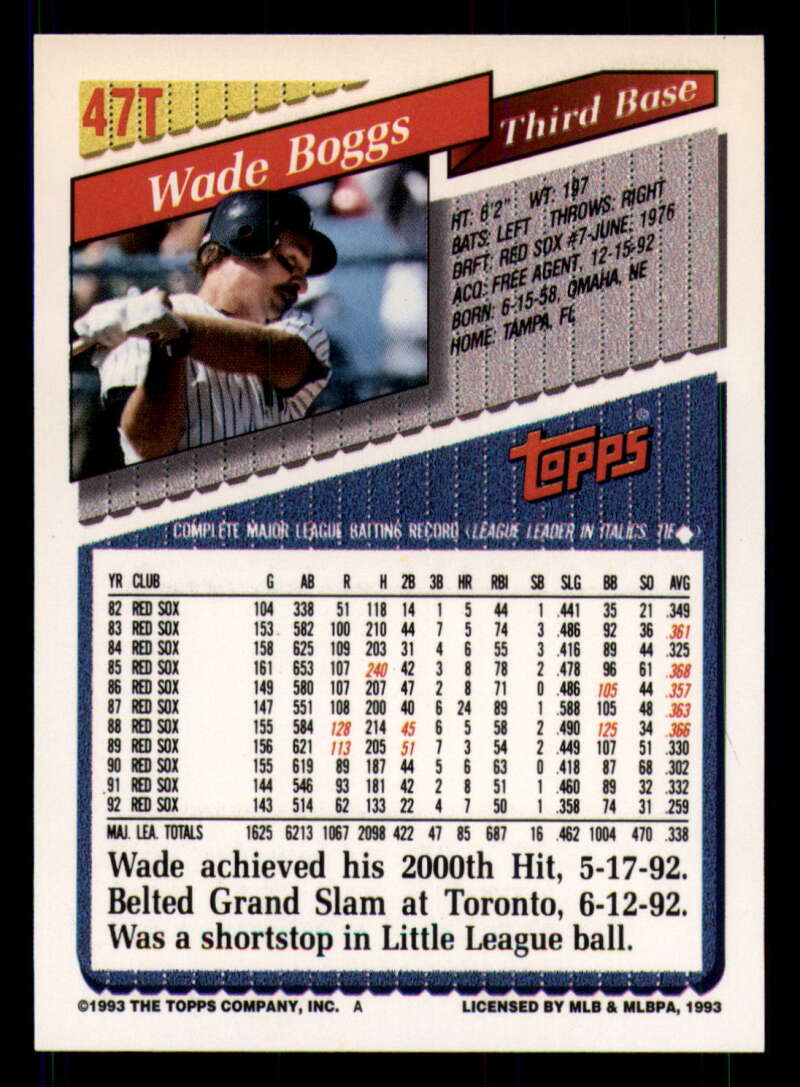 47T
Wade Boggs
Third Base
HT: 6'2" WT: 197
BATS: LEFT THROWS: RIGHT
DRFT: RED SOX #7-JUNE, 1976
ACQ: FREE AGENT, 12-15-92
BORN: 6-15-58, OMAHA, NE
HOME: TAMPA, FL
Topps®
COMPLETE MAJOR LEAGUE BATTING RECORD (LEAGUE LEADER IN ITALICS, TIE◆)
YR CLUB G AB R H 2B 3B HR RBI SB SLG BB SO AVG
82 RED SOX 104 338 51 118 14 1 5 44 1 .441 35 21 .349
83 RED SOX 153 582 100 210 44 7 5 74 3 .486 92 36 .361
84 RED SOX 158 625 109 203 31 4 6 55 3 .416 89 44 .325
85 RED SOX 161 653 107 240 42 3 8 78 2 .478 96 61 .368
86 RED SOX 149 580 107 207 47 2 8 71 0 .486 105 44 .357
87 RED SOX 147 551 108 200 40 6 24 89 1 .588 105 48 .363
88 RED SOX 155 584 128 214 45 6 5 58 2 .490 125 34 .366
89 RED SOX 156 621 113 205 51 7 3 54 2 .449 107 51 .330
90 RED SOX 155 619 89 187 44 5 6 63 0 .418 87 68 .302
91 RED SOX 144 546 93 181 42 2 8 51 1 .460 89 32 .332
92 RED SOX 143 514 62 133 22 4 7 50 1 .358 74 31 .259
MAJ. LEA. TOTALS 1625 6213 1067 2098 422 47 85 687 16 .462 1004 470 .338
Wade achieved his 2000th Hit, 5-17-92.
Belted Grand Slam at Toronto, 6-12-92.
Was a shortstop in Little League ball.
©1993 THE TOPPS COMPANY, INC. A
LICENSED BY MLB & MLBPA, 1993